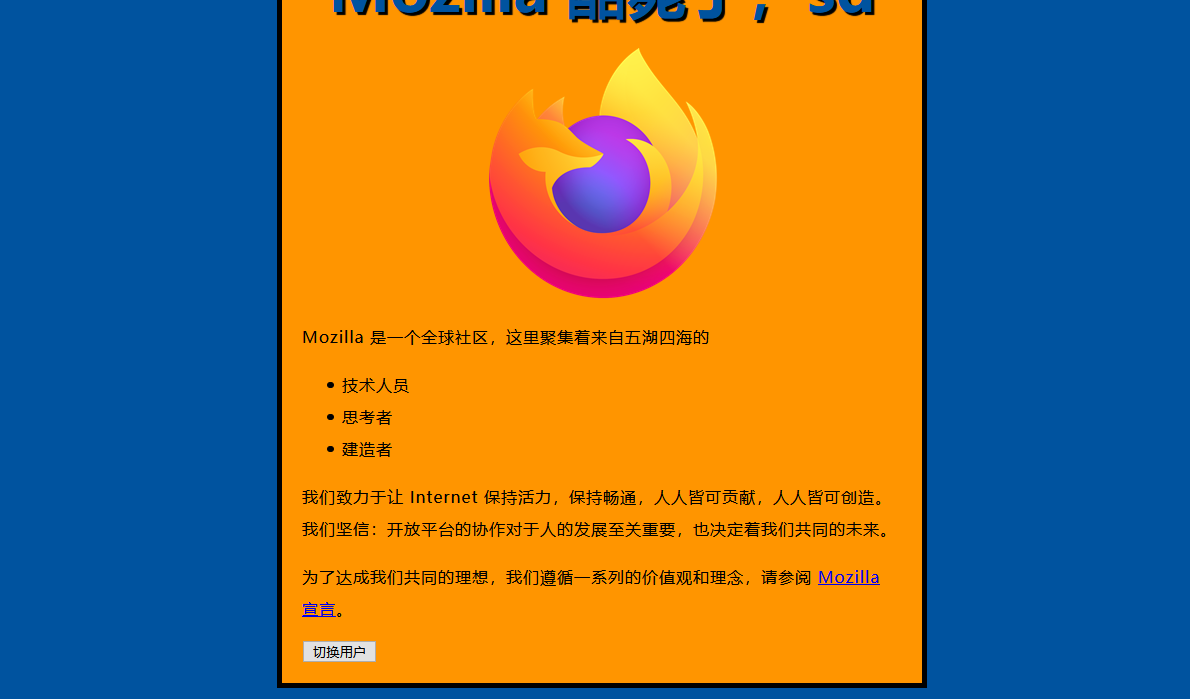 Mozilla 酷毙了，sd
Mozilla 是一个全球社区，这里聚集着来自五湖四海的
技术人员
思考者
建造者
我们致力于让 Internet 保持活力，保持畅通，人人皆可贡献，人人皆可创造。
我们坚信：开放平台的协作对于人的发展至关重要，也决定着我们共同的未来。
为了达成我们共同的理想，我们遵循一系列的价值观和理念，请参阅 Mozilla
宣言。
切换用户